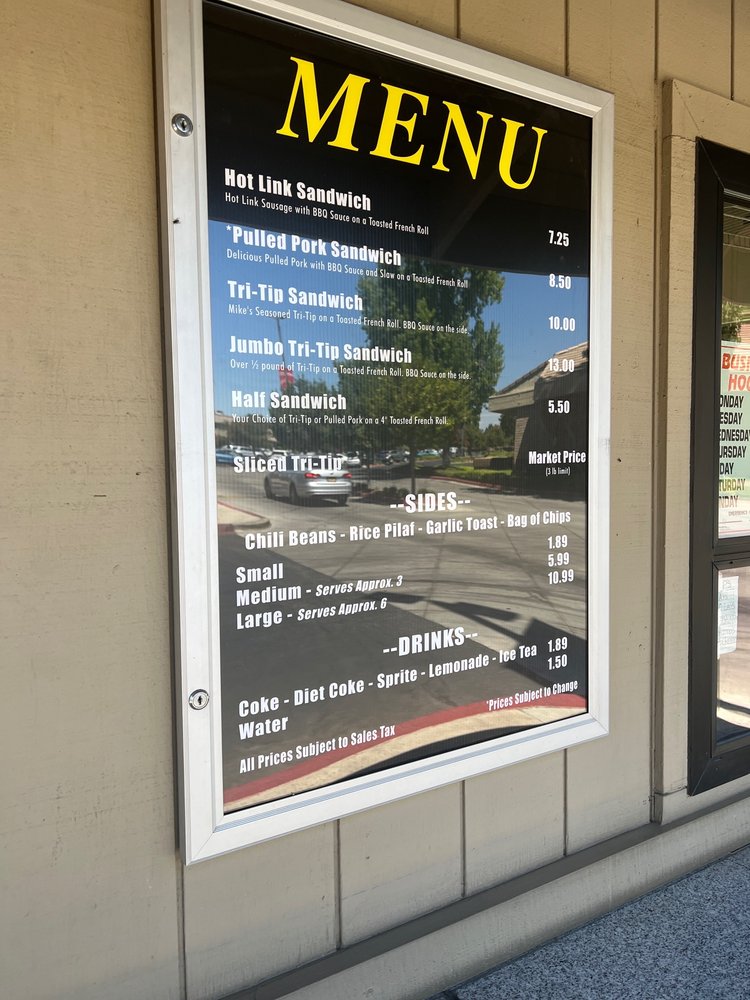 MENU
Hot Link Sandwich
Hot Link Sausage with BBQ Sauce on a Toasted French Roll
7.25
*Pulled Pork Sandwich
Delicious Pulled Pork with BBQ Sauce and Slaw on a Toasted French Roll
8.50
Tri-Tip Sandwich
Mike's Seasoned Tri-Tip on a Toasted French Roll. BBQ Sauce on the side.
10.00
Jumbo Tri-Tip Sandwich
Over ½ pound of Tri-Tip on a Toasted French Roll. BBQ Sauce on the side.
13.00
Half Sandwich
Your Choice of Tri-Tip or Pulled Pork on a 4" Toasted French Roll.
5.50
Sliced Tri-Tip
Market Price
(3 lb limit)
--SIDES--
Chili Beans - Rice Pilaf - Garlic Toast - Bag of Chips
Small 1.89
Medium - Serves Approx. 3 5.99
Large - Serves Approx. 6 10.99
--DRINKS--
Coke - Diet Coke - Sprite - Lemonade - Ice Tea 1.89
Water 1.50
*Prices Subject to Change
All Prices Subject to Sales Tax